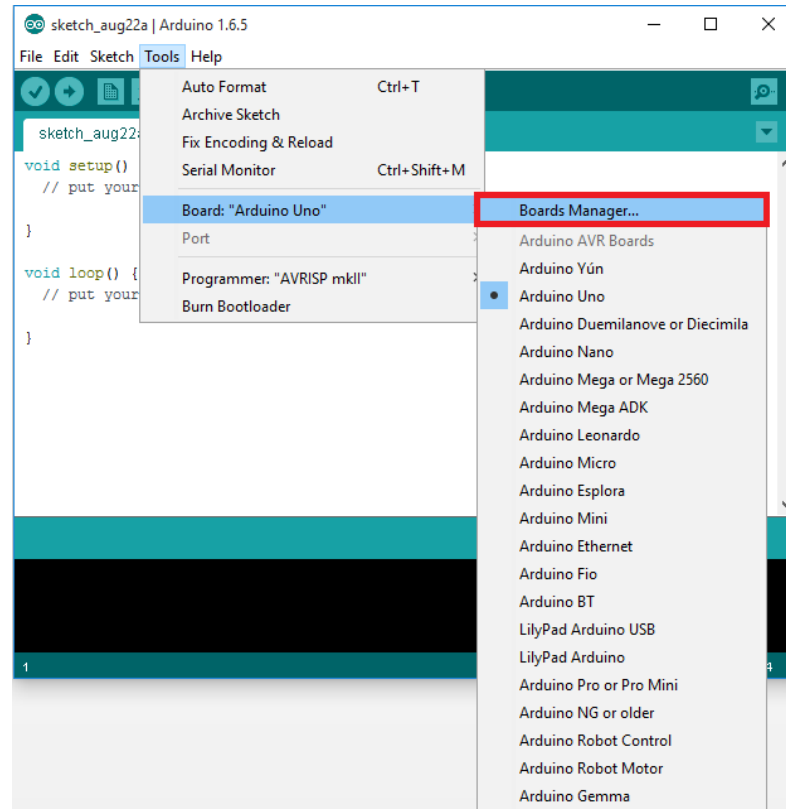 sketch_aug22a | Arduino 1.6.5
File Edit Sketch Tools Help
sketch_aug22a
void setup()
// put your
}
void loop() {
// put your
}
Auto Format Ctrl+T
Archive Sketch
Fix Encoding & Reload
Serial Monitor Ctrl+Shift+M
Board: "Arduino Uno"
Port
Programmer: "AVRISP mkII"
Burn Bootloader
Boards Manager...
Arduino AVR Boards
Arduino Yún
Arduino Uno
Arduino Duemilanove or Diecimila
Arduino Nano
Arduino Mega or Mega 2560
Arduino Mega ADK
Arduino Leonardo
Arduino Micro
Arduino Esplora
Arduino Mini
Arduino Ethernet
Arduino Fio
Arduino BT
LilyPad Arduino USB
LilyPad Arduino
Arduino Pro or Pro Mini
Arduino NG or older
Arduino Robot Control
Arduino Robot Motor
Arduino Gemma
1